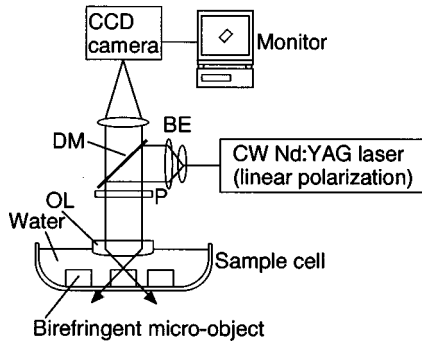 CCD
camera
Monitor
BE
DM
CW Nd:YAG laser
(linear polarization)
P
OL
Water
Sample cell
Birefringent micro-object